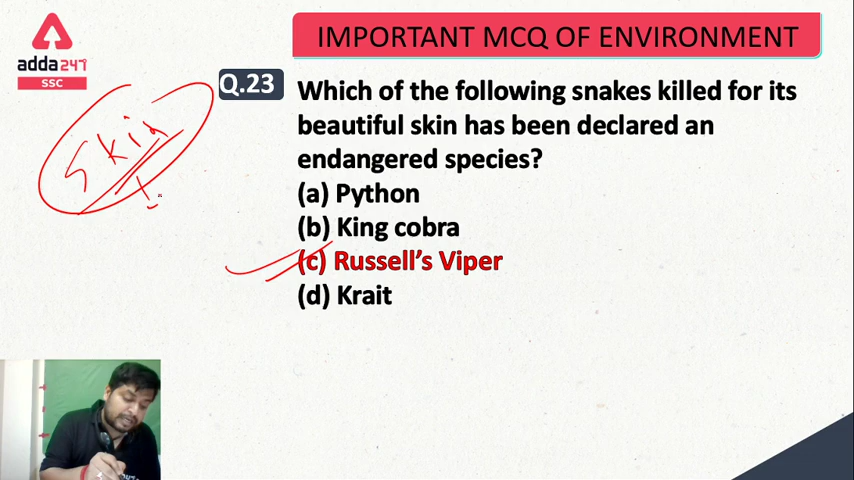 IMPORTANT MCQ OF ENVIRONMENT
adda247
SSC
Q.23
Which of the following snakes killed for its
beautiful skin has been declared an
endangered species?
(a) Python
(b) King cobra
(c) Russell's Viper
(d) Krait
Skin